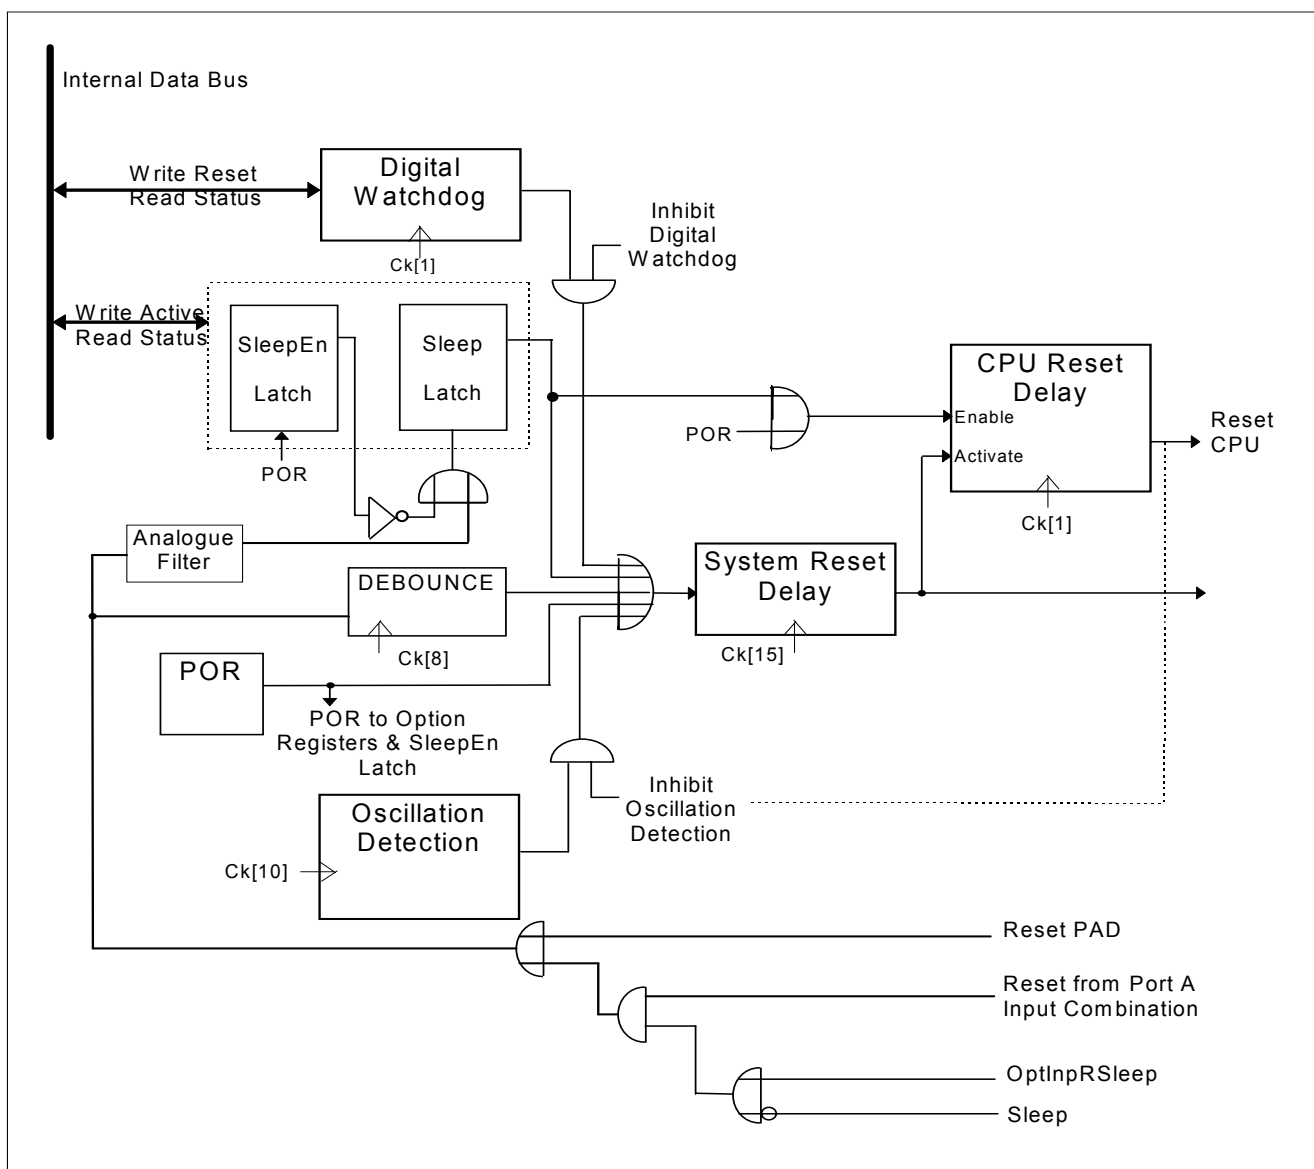 Internal Data Bus
Write Reset
Read Status
Digital
Watchdog
Ck[1]
Inhibit
Digital
Watchdog
Write Active
Read Status
SleepEn
Latch
Sleep
Latch
POR
CPU Reset
Delay
Enable
Activate
Ck[1]
Reset
CPU
POR
Analogue
Filter
DEBOUNCE
Ck[8]
System Reset
Delay
Ck[15]
POR
POR to Option
Registers & SleepEn
Latch
Inhibit
Oscillation
Detection
Oscillation
Detection
Ck[10]
Reset PAD
Reset from Port A
Input Combination
OptInpRSleep
Sleep